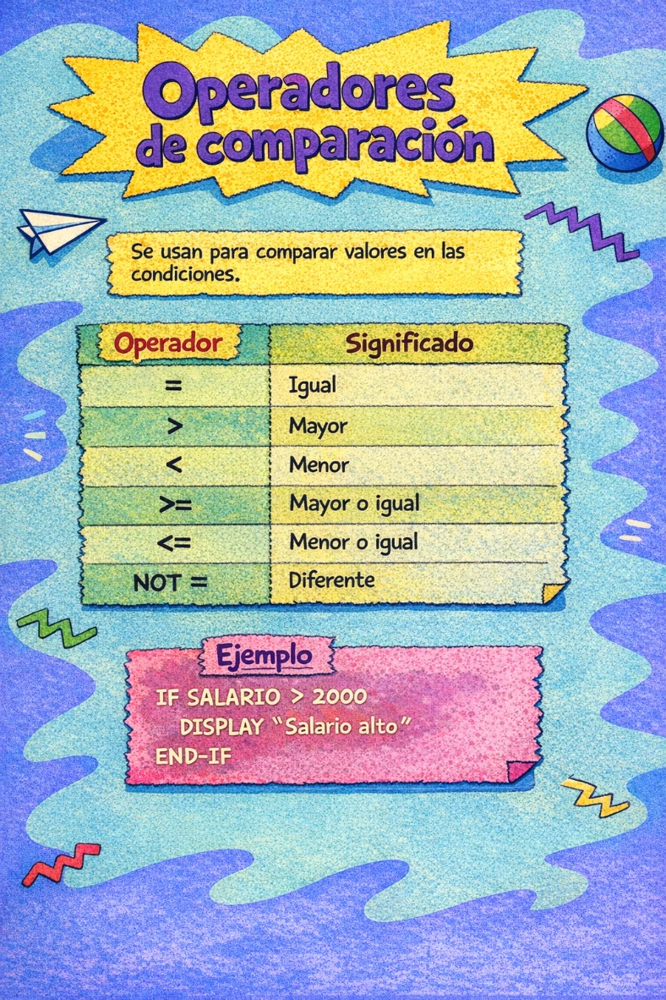 Operadores
de comparación
Se usan para comparar valores en las
condiciones.
Operador Significado
= Igual
> Mayor
< Menor
>= Mayor o igual
<= Menor o igual
NOT = Diferente
Ejemplo
IF SALARIO > 2000
DISPLAY “Salario alto”
END-IF